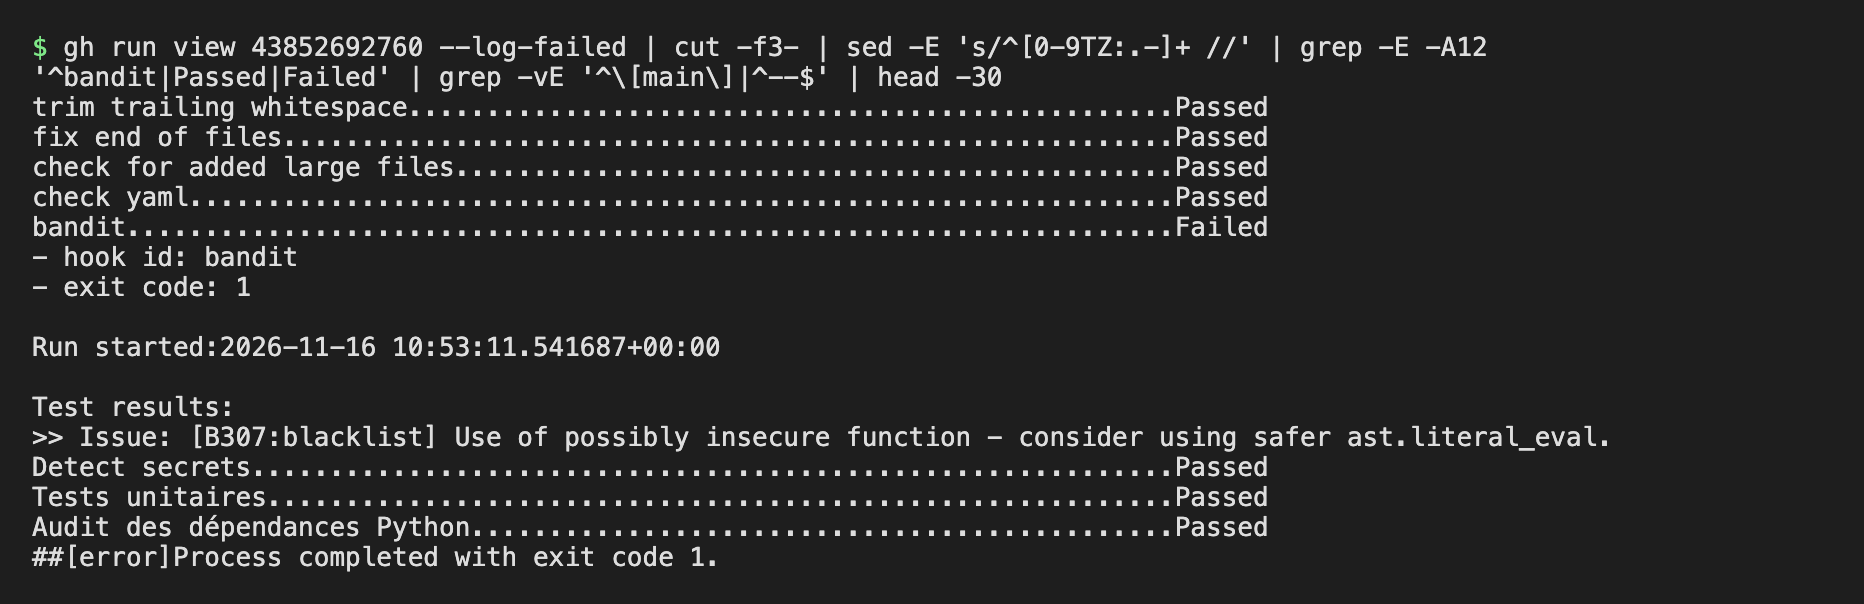 $ gh run view 43852692760 --log-failed | cut -f3- | sed -E 's/^[0-9TZ:.-]+ //' | grep -E -A12
'^bandit|Passed|Failed' | grep -vE '^\[main\]|^--$' | head -30
trim trailing whitespace.................................................Passed
fix end of files.........................................................Passed
check for added large files..............................................Passed
check yaml...............................................................Passed
bandit...................................................................Failed
- hook id: bandit
- exit code: 1

Run started:2026-11-16 10:53:11.541687+00:00

Test results:
>> Issue: [B307:blacklist] Use of possibly insecure function - consider using safer ast.literal_eval.
Detect secrets...........................................................Passed
Tests unitaires..........................................................Passed
Audit des dépendances Python.............................................Passed
##[error]Process completed with exit code 1.